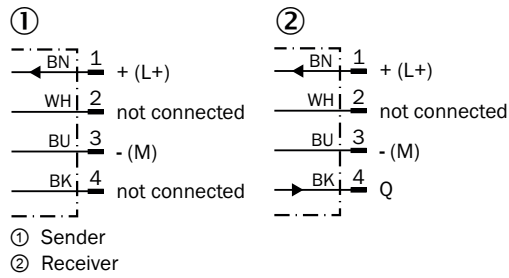 ① ②
BN 1 + (L+) BN 1 + (L+)
WH 2 not connected WH 2 not connected
BU 3 - (M) BU 3 - (M)
BK 4 not connected BK 4 Q
① Sender
② Receiver